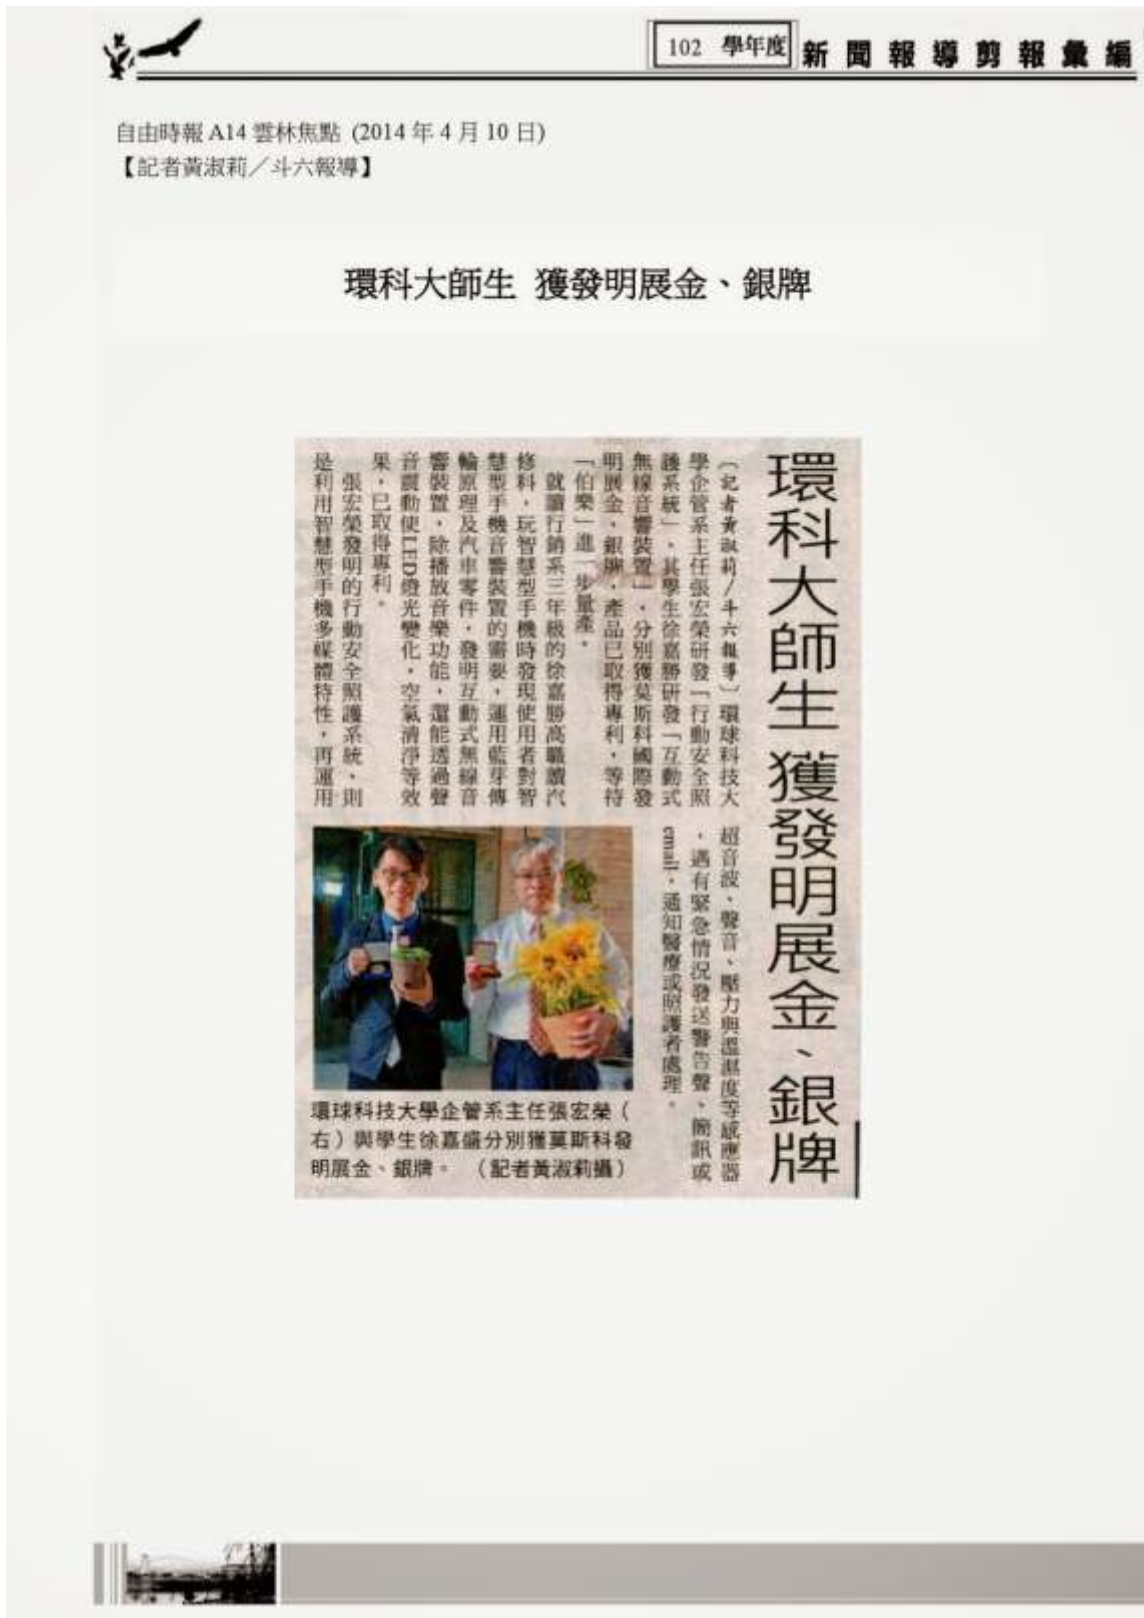 102 學年度 新聞報導剪報彙編
自由時報 A14 雲林焦點 (2014 年 4 月 10 日)
【記者黃淑莉／斗六報導】
環科大師生 獲發明展金、銀牌
環科大師生 獲發明展金、銀牌
〔記者黃淑莉／斗六報導〕環球科技大
學企管系主任張宏榮研發「行動安全照
護系統」，其學生徐嘉勝研發「互動式
無線音響裝置」，分別獲莫斯科國際發
明展金、銀牌，產品已取得專利，等待
「伯樂」進一步量產。
就讀行銷系三年級的徐嘉勝高職讀汽
修科，玩智慧型手機時發現使用者對智
慧型手機音響裝置的需要，運用藍芽傳
輸原理及汽車零件，發明互動式無線音
響裝置，除播放音樂功能，還能透過聲
音震動使LED燈光變化，空氣清淨等效
果，已取得專利。
張宏榮發明的行動安全照護系統，則
是利用智慧型手機多媒體特性，再運用
超音波、聲音、壓力與溫濕度等感應器
，遇有緊急情況發送警告聲、簡訊或
email，通知醫療或照護者處理。
環球科技大學企管系主任張宏榮（
右）與學生徐嘉盛分別獲莫斯科發
明展金、銀牌。（記者黃淑莉攝）